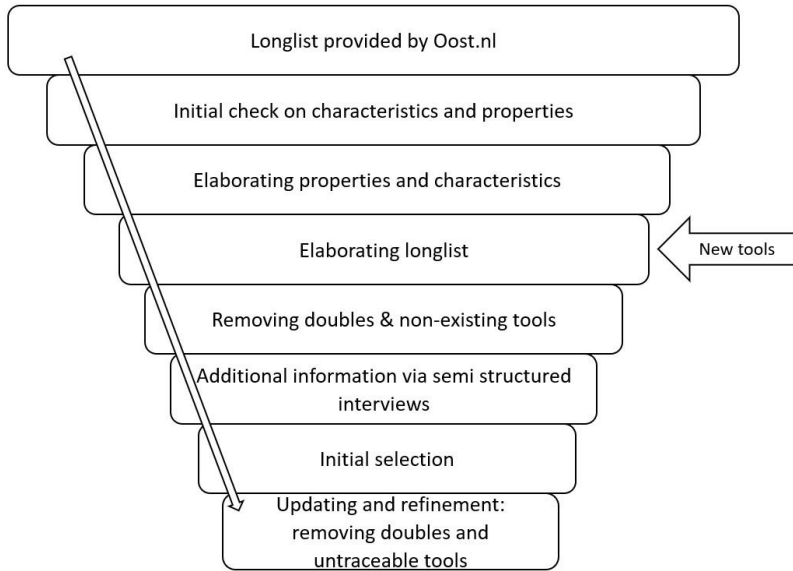 Longlist provided by Oost.nl
Initial check on characteristics and properties
Elaborating properties and characteristics
Elaborating longlist
New tools
Removing doubles & non-existing tools
Additional information via semi structured
interviews
Initial selection
Updating and refinement:
removing doubles and
untraceable tools